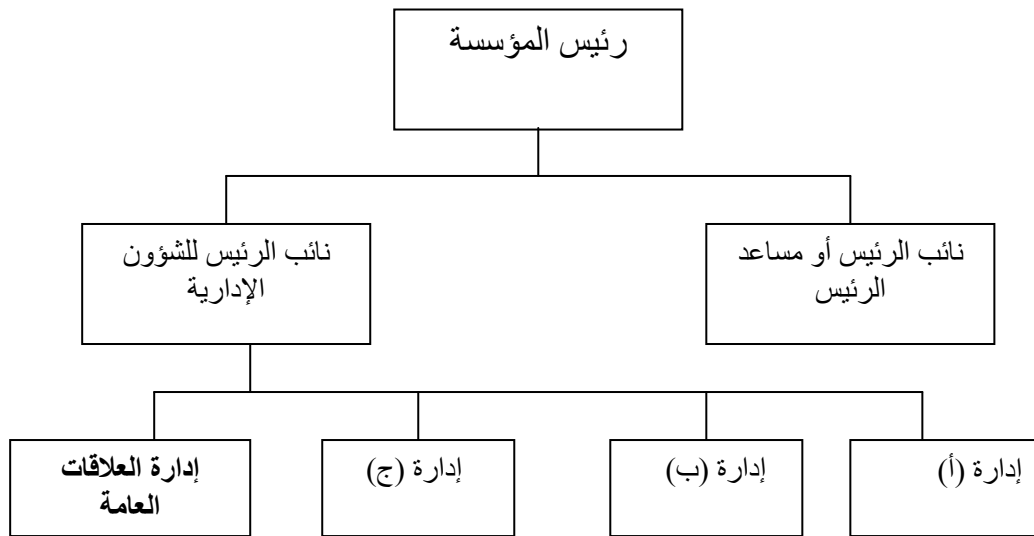 رئيس المؤسسة
نائب الرئيس أو مساعد
الرئيس
نائب الرئيس للشؤون
الإدارية
إدارة (أ)
إدارة (ب)
إدارة (ج)
إدارة العلاقات
العامة